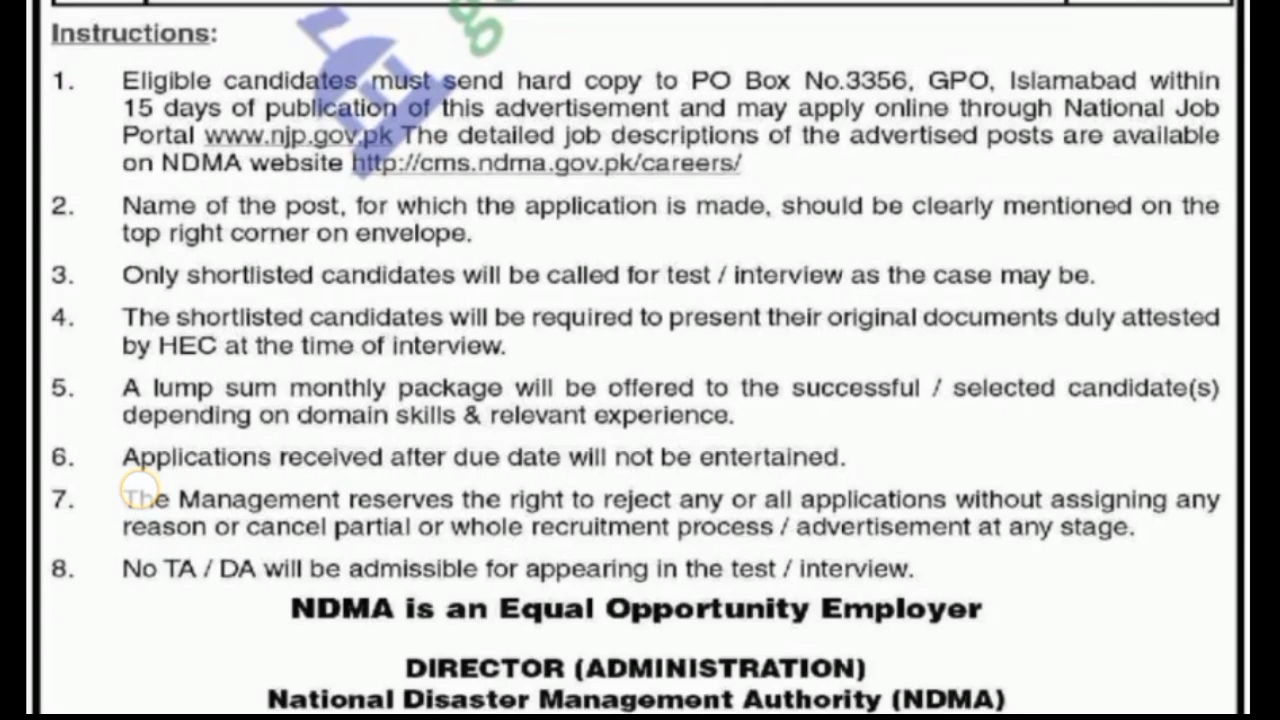 Instructions:
1. Eligible candidates must send hard copy to PO Box No.3356, GPO, Islamabad within
15 days of publication of this advertisement and may apply online through National Job
Portal www.njp.gov.pk The detailed job descriptions of the advertised posts are available
on NDMA website http://cms.ndma.gov.pk/careers/
2. Name of the post, for which the application is made, should be clearly mentioned on the
top right corner on envelope.
3. Only shortlisted candidates will be called for test / interview as the case may be.
4. The shortlisted candidates will be required to present their original documents duly attested
by HEC at the time of interview.
5. A lump sum monthly package will be offered to the successful / selected candidate(s)
depending on domain skills & relevant experience.
6. Applications received after due date will not be entertained.
7. The Management reserves the right to reject any or all applications without assigning any
reason or cancel partial or whole recruitment process / advertisement at any stage.
8. No TA / DA will be admissible for appearing in the test / interview.
NDMA is an Equal Opportunity Employer
DIRECTOR (ADMINISTRATION)
National Disaster Management Authority (NDMA)